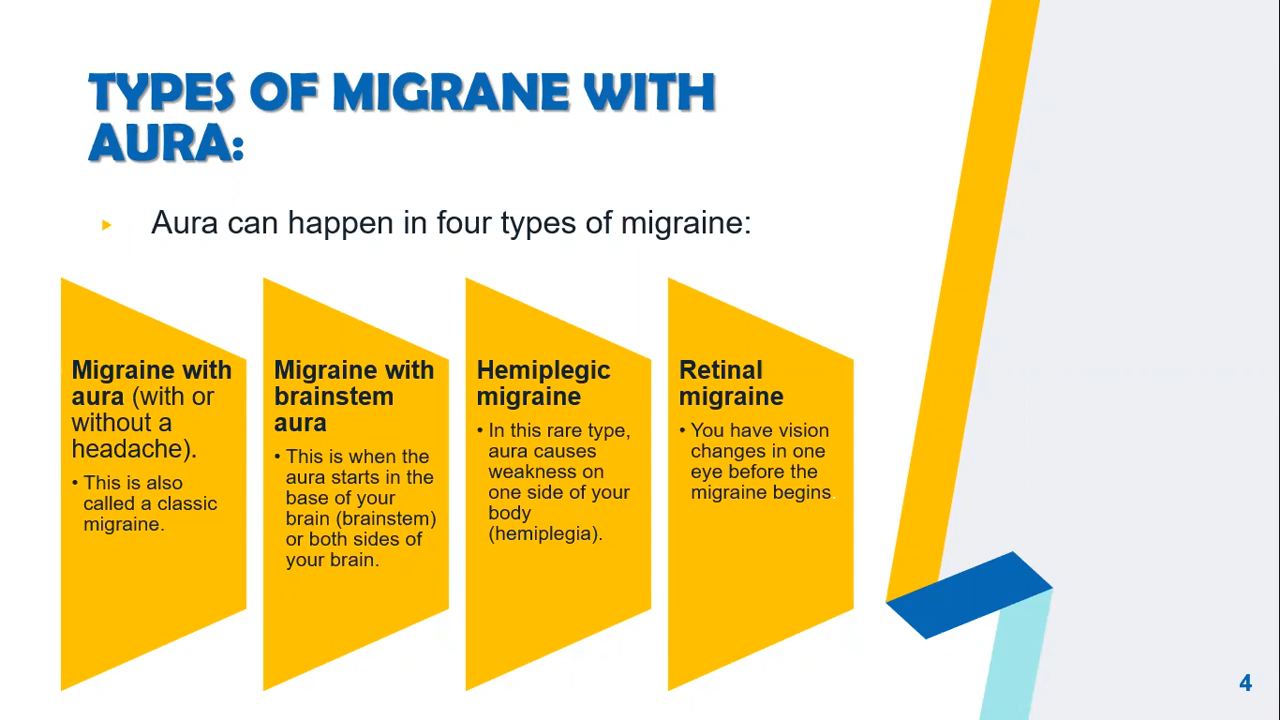 TYPES OF MIGRANE WITH
AURA:
▸ Aura can happen in four types of migraine:
Migraine with
aura (with or
without a
headache).
• This is also
called a classic
migraine.
Migraine with
brainstem
aura
• This is when the
aura starts in the
base of your
brain (brainstem)
or both sides of
your brain.
Hemiplegic
migraine
• In this rare type,
aura causes
weakness on
one side of your
body
(hemiplegia).
Retinal
migraine
• You have vision
changes in one
eye before the
migraine begins.
4